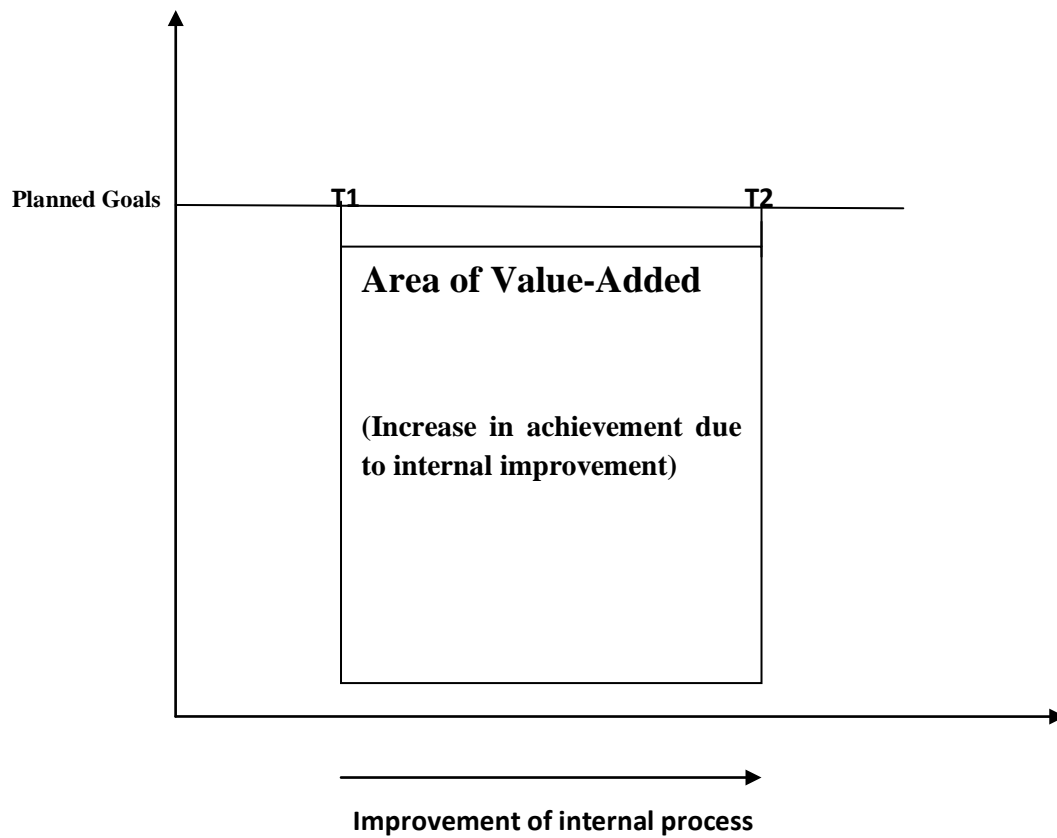 Planned Goals
T1
T2
Area of Value-Added
(Increase in achievement due
to internal improvement)
Improvement of internal process